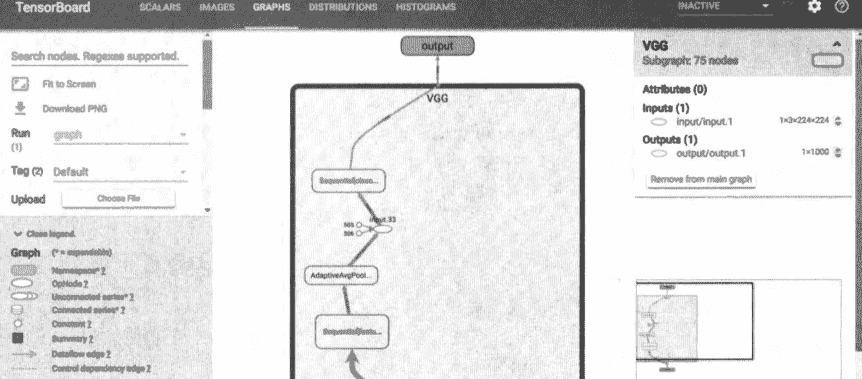 TensorBoard SCALARS IMAGES GRAPHS DISTRIBUTIONS HISTOGRAMS INACTIVE
Search nodes. Regexes supported.
Fit to Screen
Download PNG
Run graph
(1)
Tag (2) Default
Upload Choose File
Close legend.
Graph (* = expandable)
Namespace* ?
OpNode ?
Unconnected series* ?
Connected series* ?
Constant ?
Summary ?
Dataflow edge ?
Control dependency edge ?
output
VGG
input.33
AdaptiveAvgPool...
VGG
Subgraph: 75 nodes
Attributes (0)
Inputs (1)
input/input.1 1×3×224×224
Outputs (1)
output/output.1 1×1000
Remove from main graph